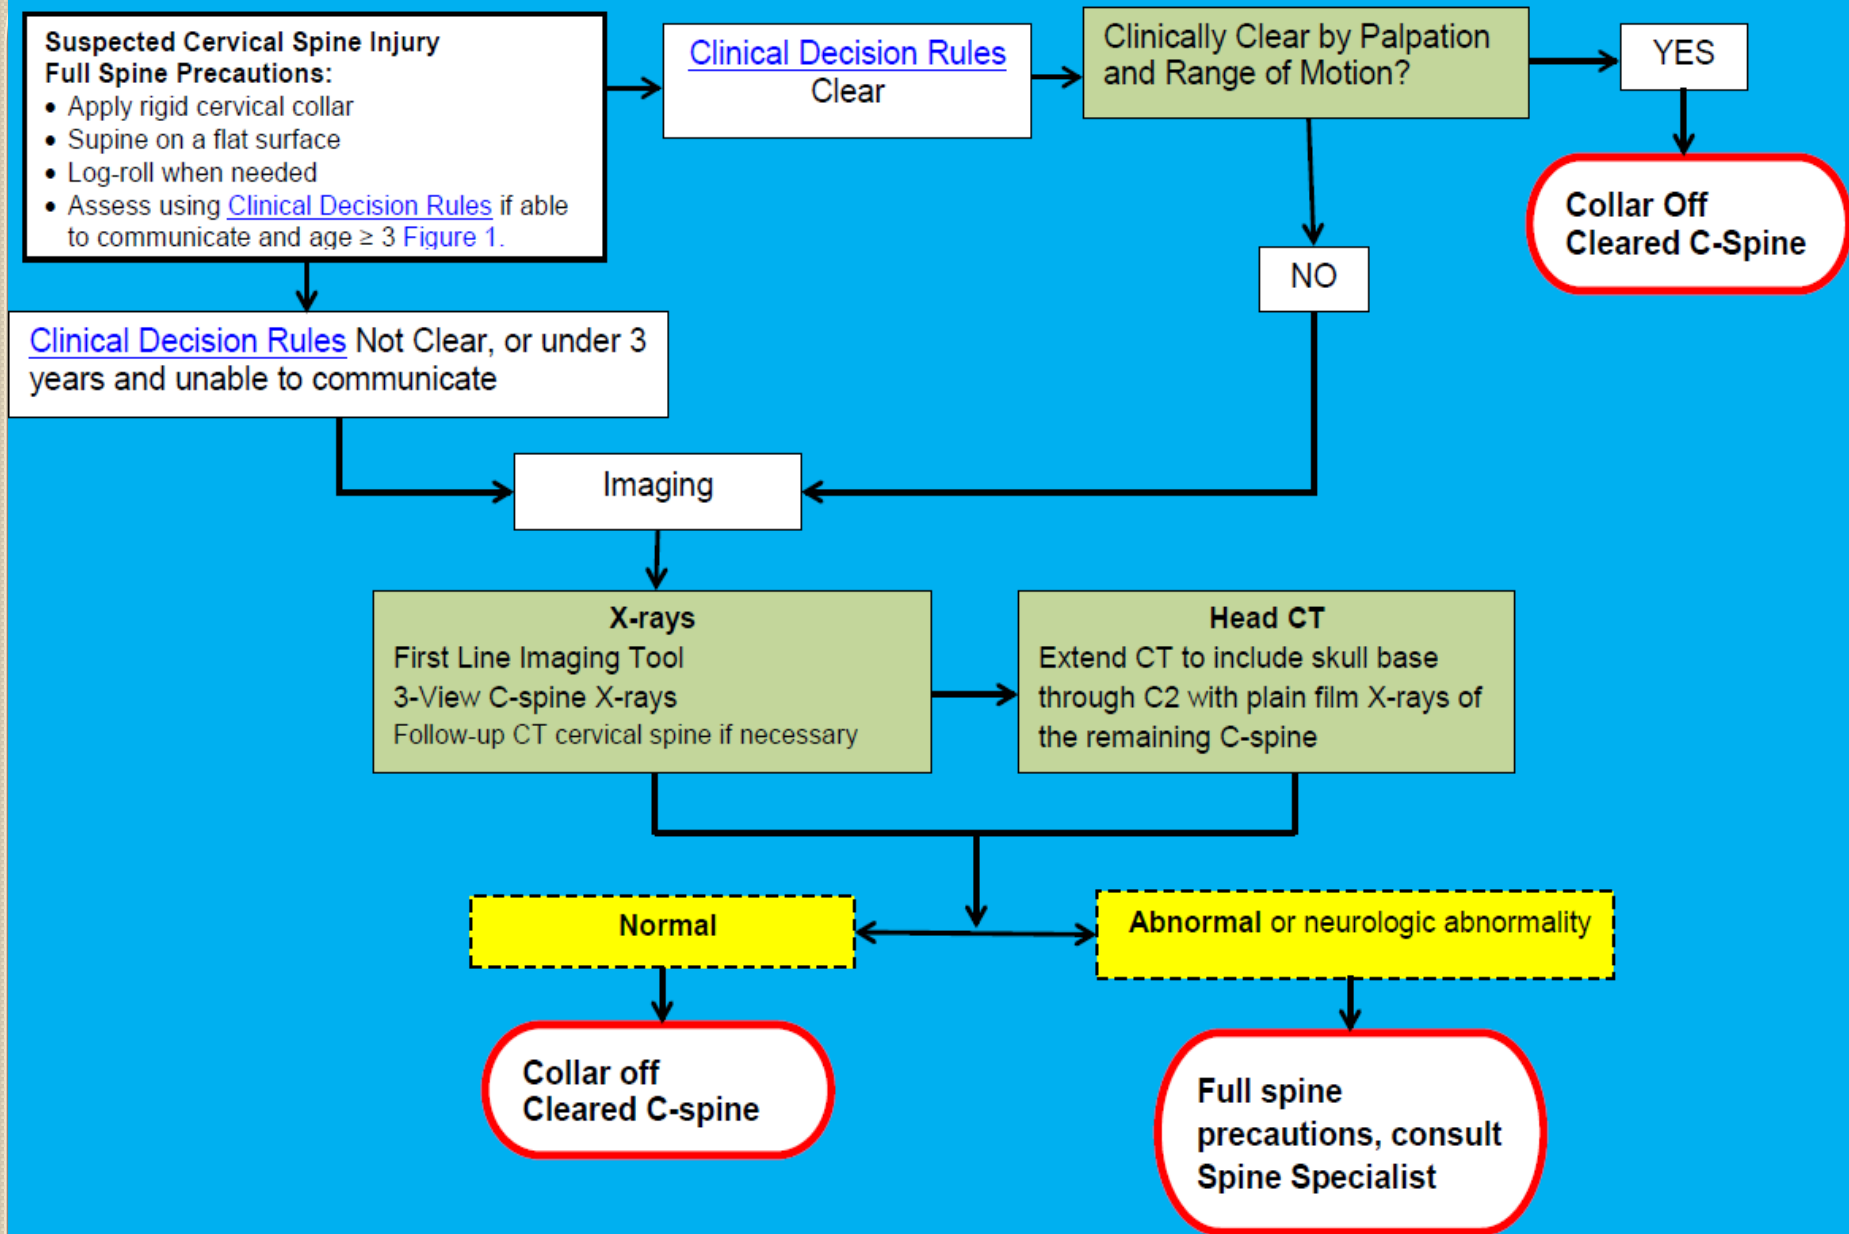 Suspected Cervical Spine Injury
Full Spine Precautions:
• Apply rigid cervical collar
• Supine on a flat surface
• Log-roll when needed
• Assess using Clinical Decision Rules if able
to communicate and age ≥ 3 Figure 1.
Clinical Decision Rules
Clear
Clinically Clear by Palpation
and Range of Motion?
YES
Collar Off
Cleared C-Spine
NO
Clinical Decision Rules Not Clear, or under 3
years and unable to communicate
Imaging
X-rays
First Line Imaging Tool
3-View C-spine X-rays
Follow-up CT cervical spine if necessary
Head CT
Extend CT to include skull base
through C2 with plain film X-rays of
the remaining C-spine
Normal
Abnormal or neurologic abnormality
Collar off
Cleared C-spine
Full spine
precautions, consult
Spine Specialist